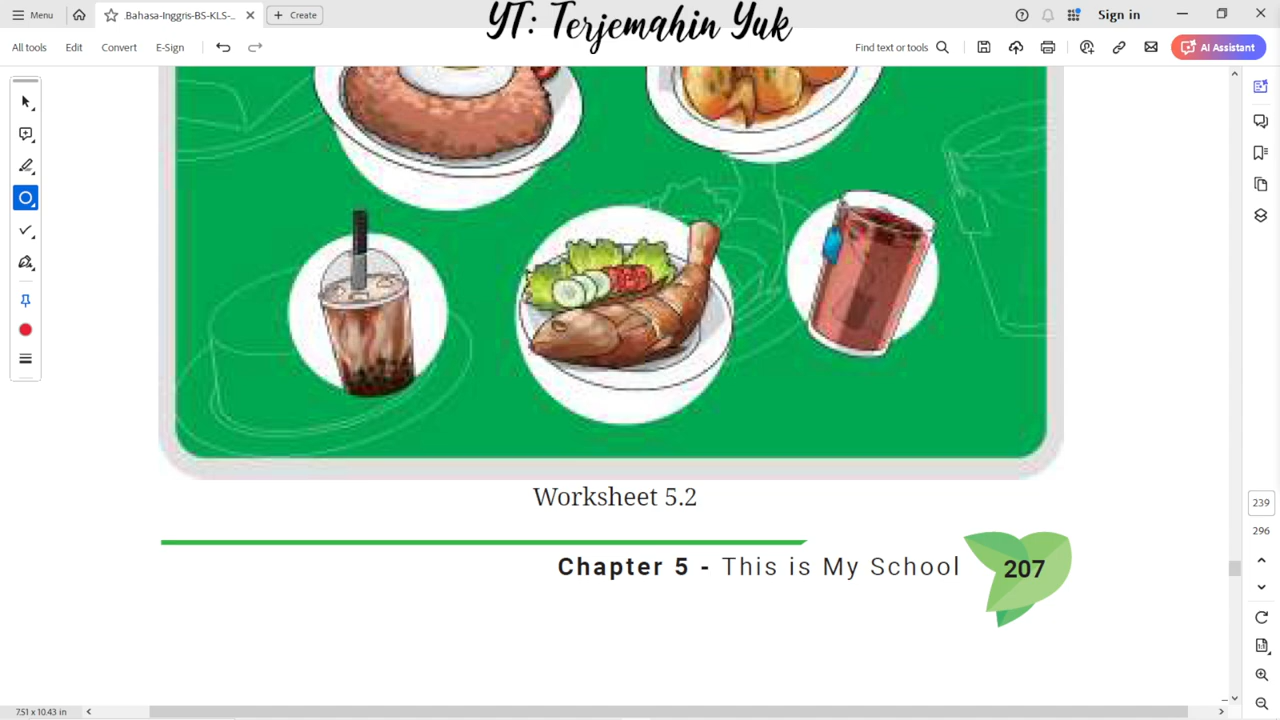 Menu
Bahasa-Inggris-BS-KLS-...
Create
YT: Terjemahin Yuk
Sign in
All tools
Edit
Convert
E-Sign
Find text or tools
AI Assistant
Worksheet 5.2
Chapter 5 - This is My School
207
239
296
7.51 x 10.43 in